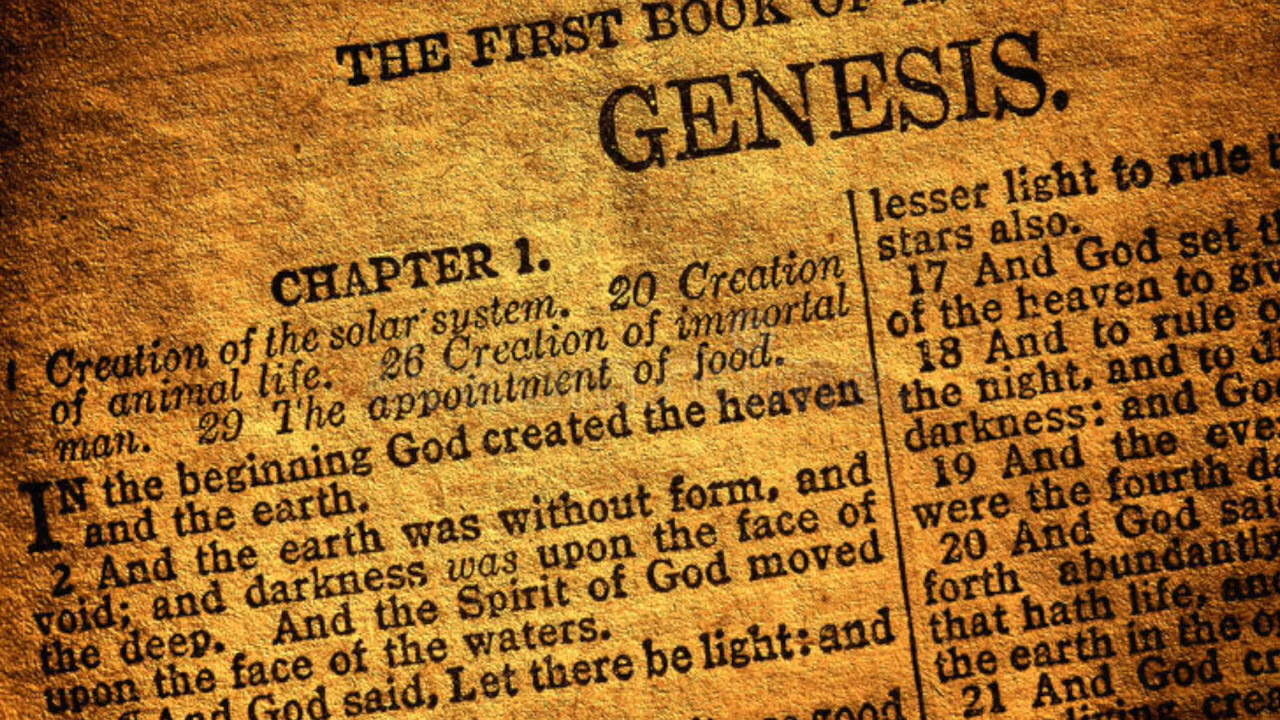 THE FIRST BOOK OF
GENESIS.
CHAPTER 1.
1 Creation of the solar system. 20 Creation
of animal life. 26 Creation of immortal
man. 29 The appointment of food.
IN the beginning God created the heaven
and the earth.
2 And the earth was without form, and
void; and darkness was upon the face of
the deep. And the Spirit of God moved
upon the face of the waters.
And God said, Let there be light: and
good
lesser light to rule
stars also.
17 And God set
of the heaven to
18 And to rule
the night, and to
darkness: and
19 And the
were the fourth
20 And God
forth abundantly
that hath life, and
the earth in the
21 And God